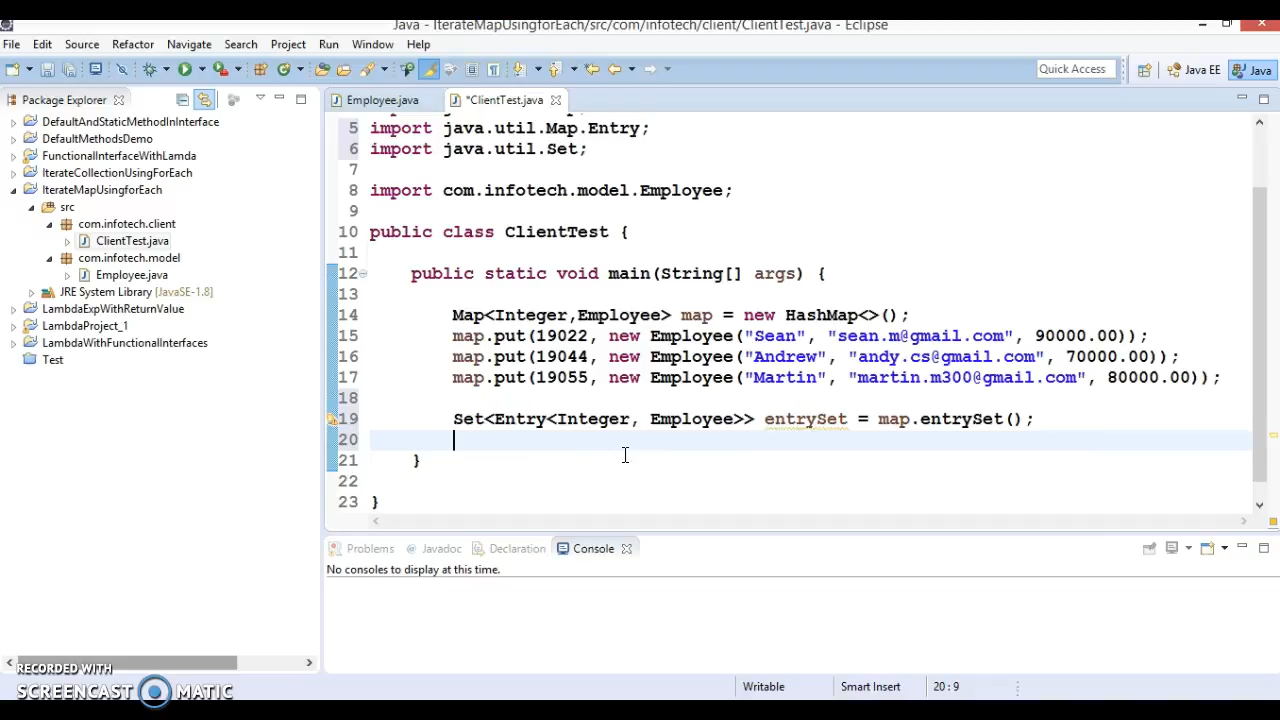 Java - IterateMapUsingforEach/src/com/infotech/client/ClientTest.java - Eclipse
File Edit Source Refactor Navigate Search Project Run Window Help
Quick Access Java EE Java
Package Explorer
Employee.java *ClientTest.java
DefaultAndStaticMethodInInterface
DefaultMethodsDemo
FunctionalInterfaceWithLamda
IterateCollectionUsingForEach
IterateMapUsingforEach
src
com.infotech.client
ClientTest.java
com.infotech.model
Employee.java
JRE System Library [JavaSE-1.8]
LambdaExpWithReturnValue
LambdaProject_1
LambdaWithFunctionalInterfaces
Test
5 import java.util.Map.Entry;
6 import java.util.Set;
7
8 import com.infotech.model.Employee;
9
10 public class ClientTest {
11
12 public static void main(String[] args) {
13
14 Map<Integer,Employee> map = new HashMap<>();
15 map.put(19022, new Employee("Sean", "sean.m@gmail.com", 90000.00));
16 map.put(19044, new Employee("Andrew", "andy.cs@gmail.com", 70000.00));
17 map.put(19055, new Employee("Martin", "martin.m300@gmail.com", 80000.00));
18
19 Set<Entry<Integer, Employee>> entrySet = map.entrySet();
20
21 }
22
23 }
Problems Javadoc Declaration Console
No consoles to display at this time.
RECORDED WITH
SCREENCAST MATIC
Writable Smart Insert 20 : 9